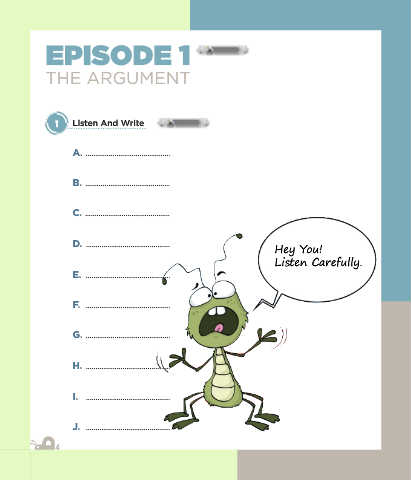 EPISODE 1
THE ARGUMENT
1 Listen And Write
A.
B.
C.
D.
E.
F.
G.
H.
I.
J.
Hey You!
Listen Carefully.